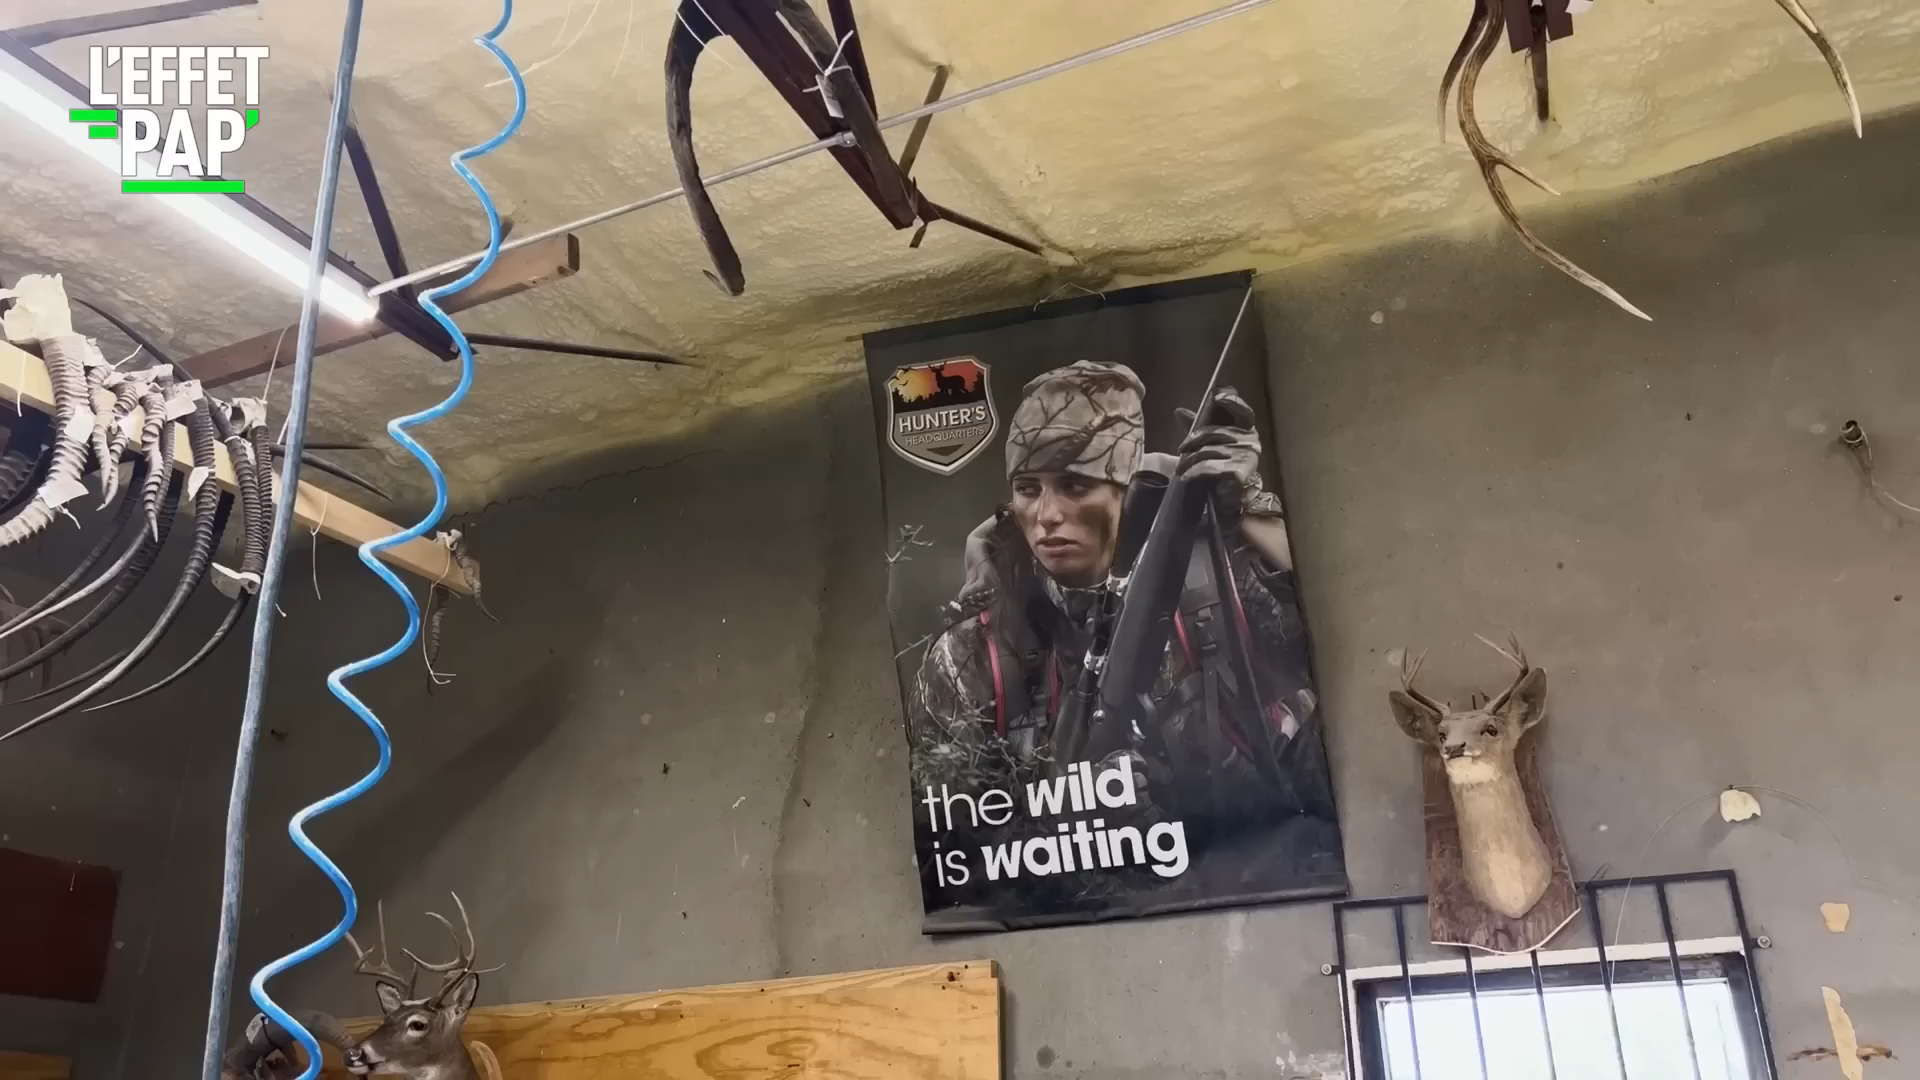 L'EFFET
PAP'
HUNTER'S
HEADQUARTERS
the wild
is waiting